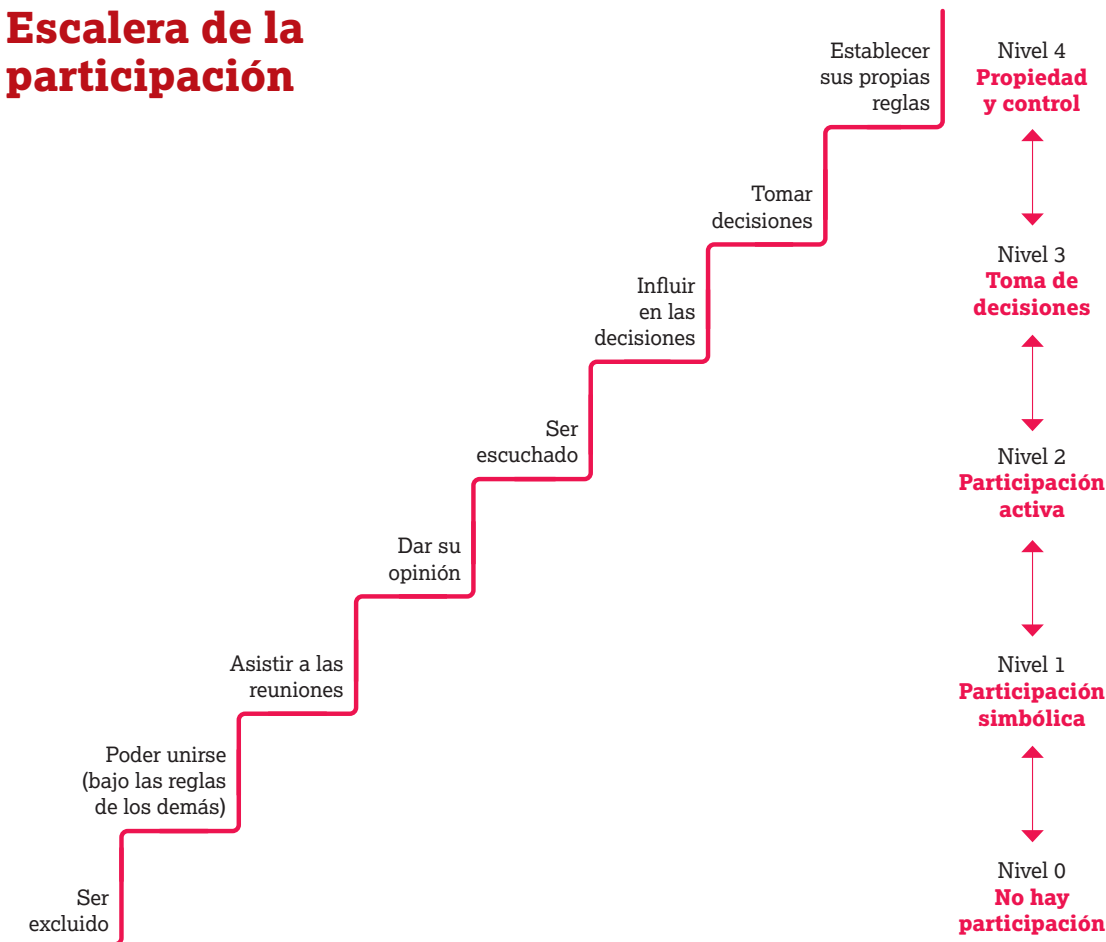 Escalera de la
participación
Establecer
sus propias
reglas
Nivel 4
Propiedad
y control
Tomar
decisiones
Nivel 3
Toma de
decisiones
Influir
en las
decisiones
Ser
escuchado
Nivel 2
Participación
activa
Dar su
opinión
Asistir a las
reuniones
Nivel 1
Participación
simbólica
Poder unirse
(bajo las reglas
de los demás)
Ser
excluido
Nivel 0
No hay
participación